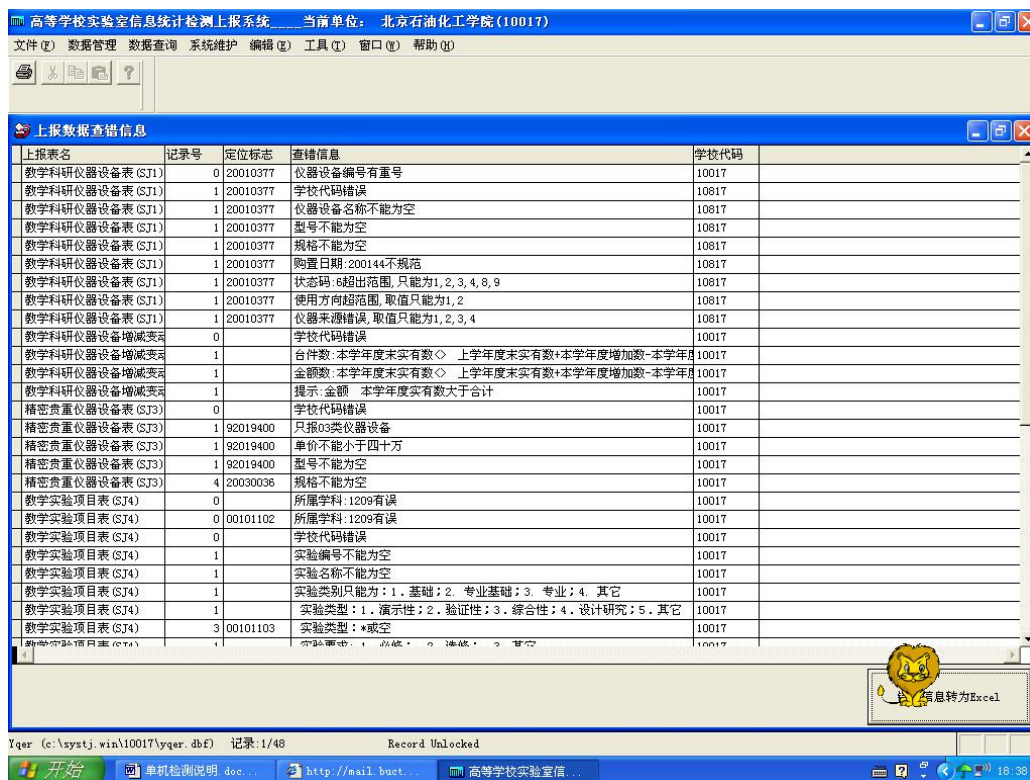 高等学校实验室信息统计检测上报系统____当前单位： 北京石油化工学院(10017)
文件(F) 数据管理 数据查询 系统维护 编辑(E) 工具(T) 窗口(W) 帮助(H)
上报数据查错信息
上报表名 记录号 定位标志 查错信息 学校代码
教学科研仪器设备表(SJ1) 0 20010377 仪器设备编号有重号 10017
教学科研仪器设备表(SJ1) 1 20010377 学校代码错误 10817
教学科研仪器设备表(SJ1) 1 20010377 仪器设备名称不能为空 10817
教学科研仪器设备表(SJ1) 1 20010377 型号不能为空 10817
教学科研仪器设备表(SJ1) 1 20010377 规格不能为空 10817
教学科研仪器设备表(SJ1) 1 20010377 购置日期:200144不规范 10817
教学科研仪器设备表(SJ1) 1 20010377 状态码:6超出范围,只能为1,2,3,4,8,9 10817
教学科研仪器设备表(SJ1) 1 20010377 使用方向超范围,取值只能为1,2 10817
教学科研仪器设备表(SJ1) 1 20010377 仪器来源错误,取值只能为1,2,3,4 10817
教学科研仪器设备增减变动 0 学校代码错误 10017
教学科研仪器设备增减变动 1 台件数:本学年度末实有数<> 上学年度末实有数+本学年度增加数-本学年度 10017
教学科研仪器设备增减变动 1 金额数:本学年度末实有数<> 上学年度末实有数+本学年度增加数-本学年度 10017
教学科研仪器设备增减变动 1 提示:金额 本学年度实有数大于合计 10017
精密贵重仪器设备表(SJ3) 0 学校代码错误 10017
精密贵重仪器设备表(SJ3) 1 92019400 只报03类仪器设备 10017
精密贵重仪器设备表(SJ3) 1 92019400 单价不能小于四十万 10017
精密贵重仪器设备表(SJ3) 1 92019400 型号不能为空 10017
精密贵重仪器设备表(SJ3) 4 20030036 规格不能为空 10017
教学实验项目表(SJ4) 0 所属学科:1209有误 10017
教学实验项目表(SJ4) 0 00101102 所属学科:1209有误 10017
教学实验项目表(SJ4) 0 学校代码错误 10017
教学实验项目表(SJ4) 1 实验编号不能为空 10017
教学实验项目表(SJ4) 1 实验名称不能为空 10017
教学实验项目表(SJ4) 1 实验类别只能为：1．基础；2. 专业基础；3. 专业；4. 其它 10017
教学实验项目表(SJ4) 1 实验类型：1．演示性；2．验证性；3．综合性；4．设计研究；5．其它 10017
教学实验项目表(SJ4) 3 00101103 实验类型：*或空 10017
教学实验项目表(SJ4) 1 实验要求：1．必修； 2．选修； 3．其它 10017
信息转为Excel
Yqer (c:\systj.win\10017\yqer.dbf) 记录:1/48 Record Unlocked
开始 单机检测说明.doc... http://mail.buct... 高等学校实验室信... 18:38